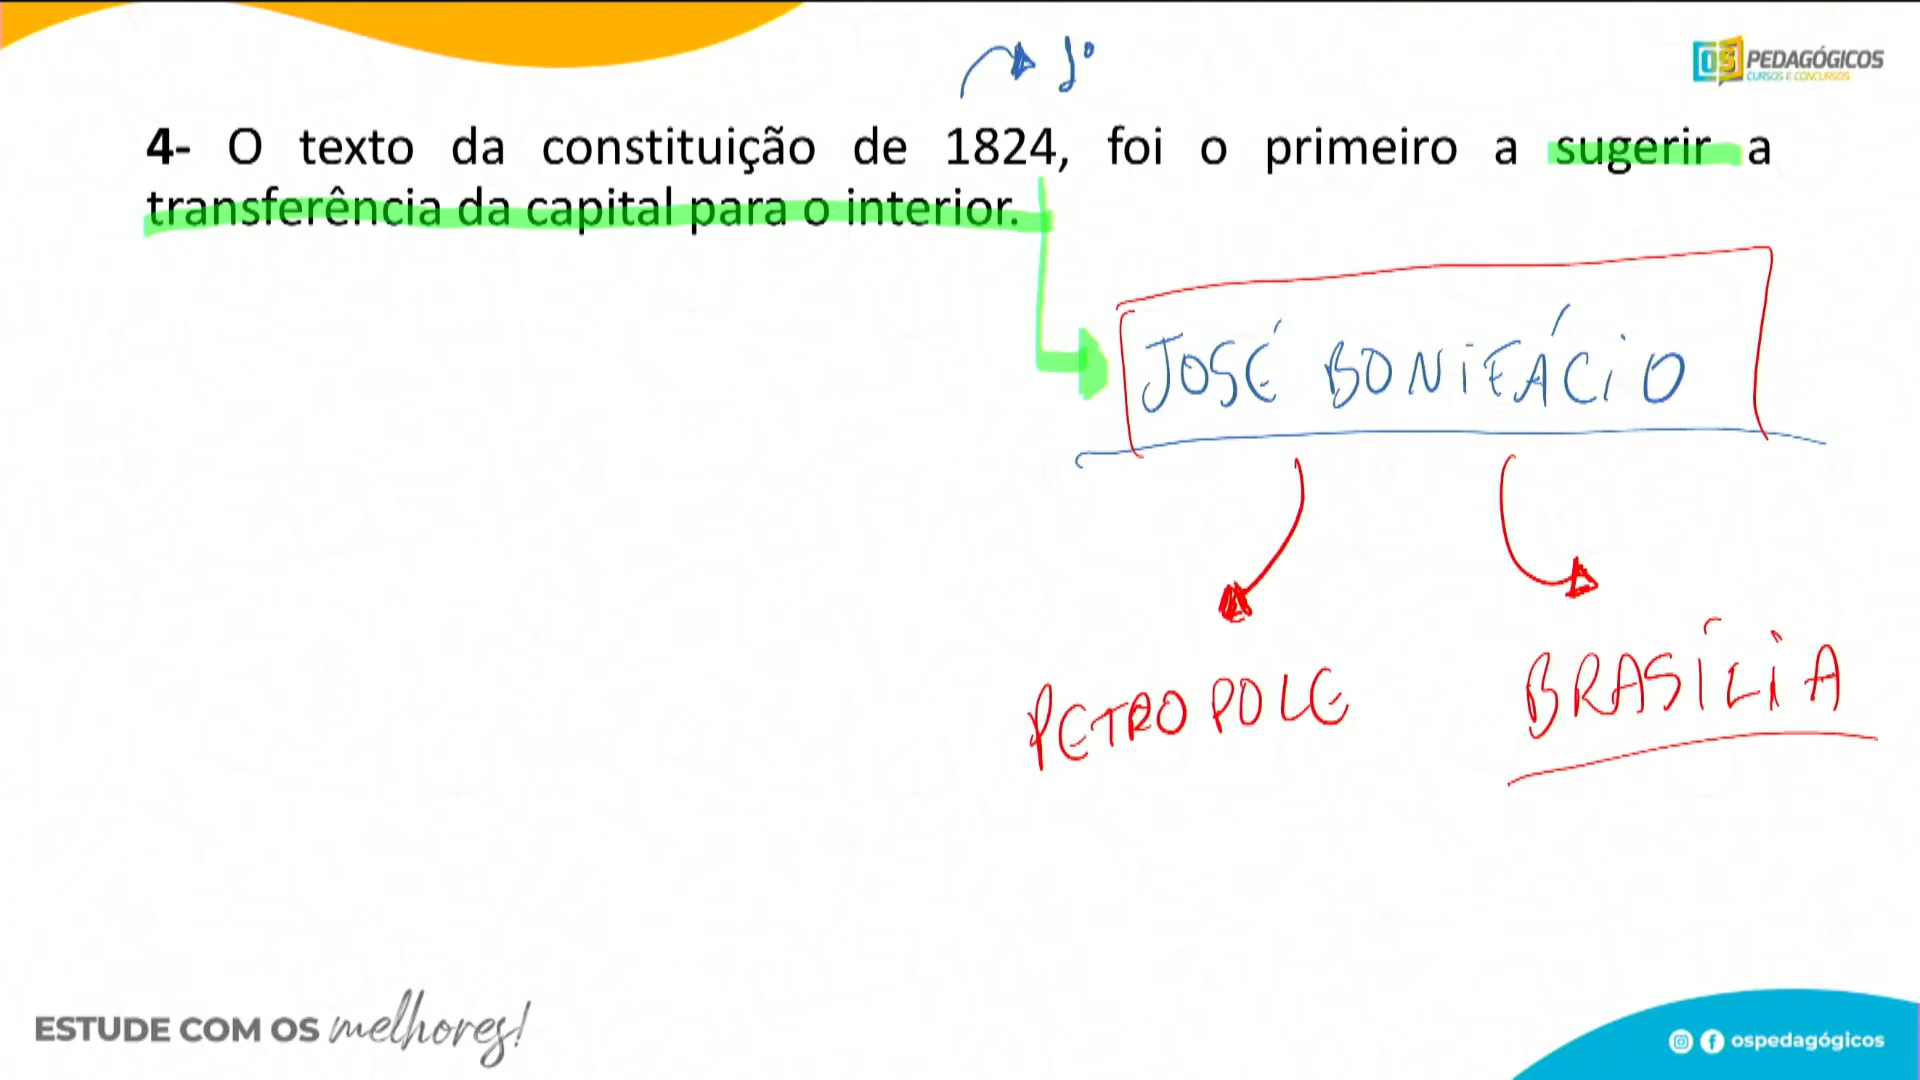 1º
OS PEDAGÓGICOS
CURSOS E CONCURSOS
4- O texto da constituição de 1824, foi o primeiro a sugerir a
transferência da capital para o interior.
JOSÉ BONIFÁCIO
PETROPOLE
BRASÍLIA
ESTUDE COM OS melhores!
ospedagógicos